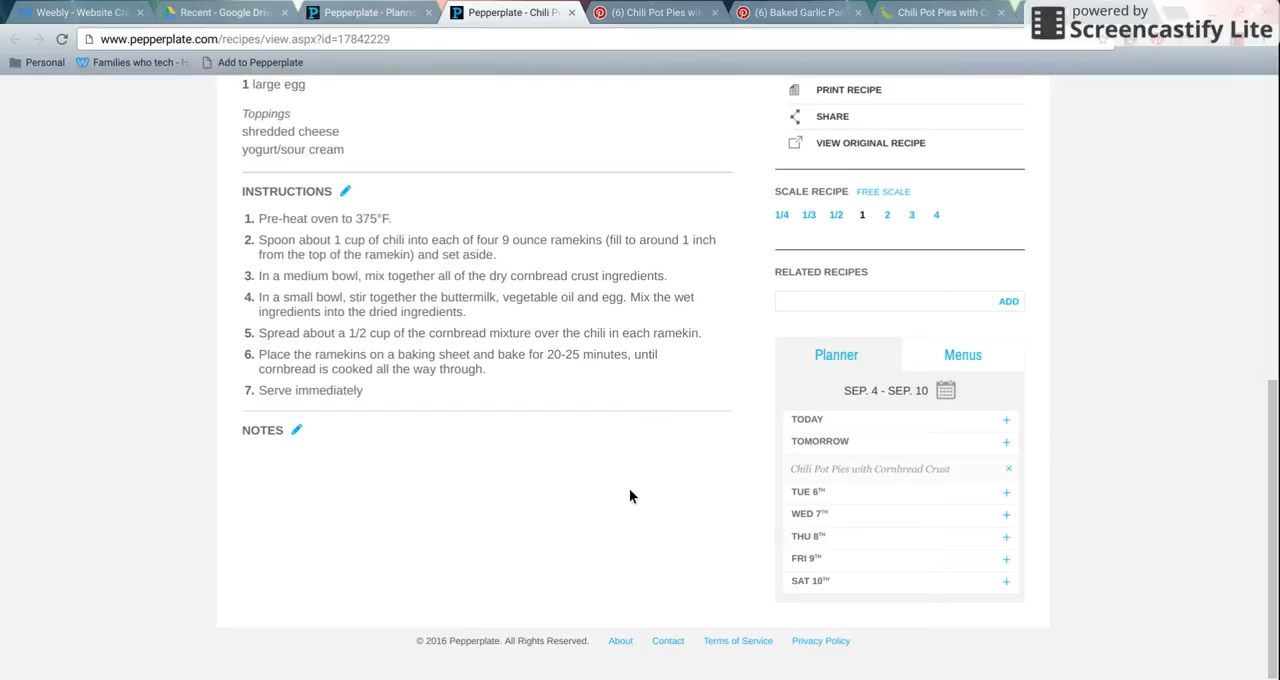 Weebly - Website Cre
Recent - Google Driv
Pepperplate - Planne
Pepperplate - Chili P
(6) Chili Pot Pies wi
(6) Baked Garlic Par
Chili Pot Pies with C
powered by
Screencastify Lite
www.pepperplate.com/recipes/view.aspx?id=17842229
Personal
Families who tech - H
Add to Pepperplate
1 large egg
Toppings
shredded cheese
yogurt/sour cream
INSTRUCTIONS
1. Pre-heat oven to 375°F.
2. Spoon about 1 cup of chili into each of four 9 ounce ramekins (fill to around 1 inch
from the top of the ramekin) and set aside.
3. In a medium bowl, mix together all of the dry cornbread crust ingredients.
4. In a small bowl, stir together the buttermilk, vegetable oil and egg. Mix the wet
ingredients into the dried ingredients.
5. Spread about a 1/2 cup of the cornbread mixture over the chili in each ramekin.
6. Place the ramekins on a baking sheet and bake for 20-25 minutes, until
cornbread is cooked all the way through.
7. Serve immediately
NOTES
PRINT RECIPE
SHARE
VIEW ORIGINAL RECIPE
SCALE RECIPE FREE SCALE
1/4 1/3 1/2 1 2 3 4
RELATED RECIPES
ADD
Planner Menus
SEP. 4 - SEP. 10
TODAY +
TOMORROW +
Chili Pot Pies with Cornbread Crust ×
TUE 6TH +
WED 7TH +
THU 8TH +
FRI 9TH +
SAT 10TH +
© 2016 Pepperplate. All Rights Reserved. About Contact Terms of Service Privacy Policy